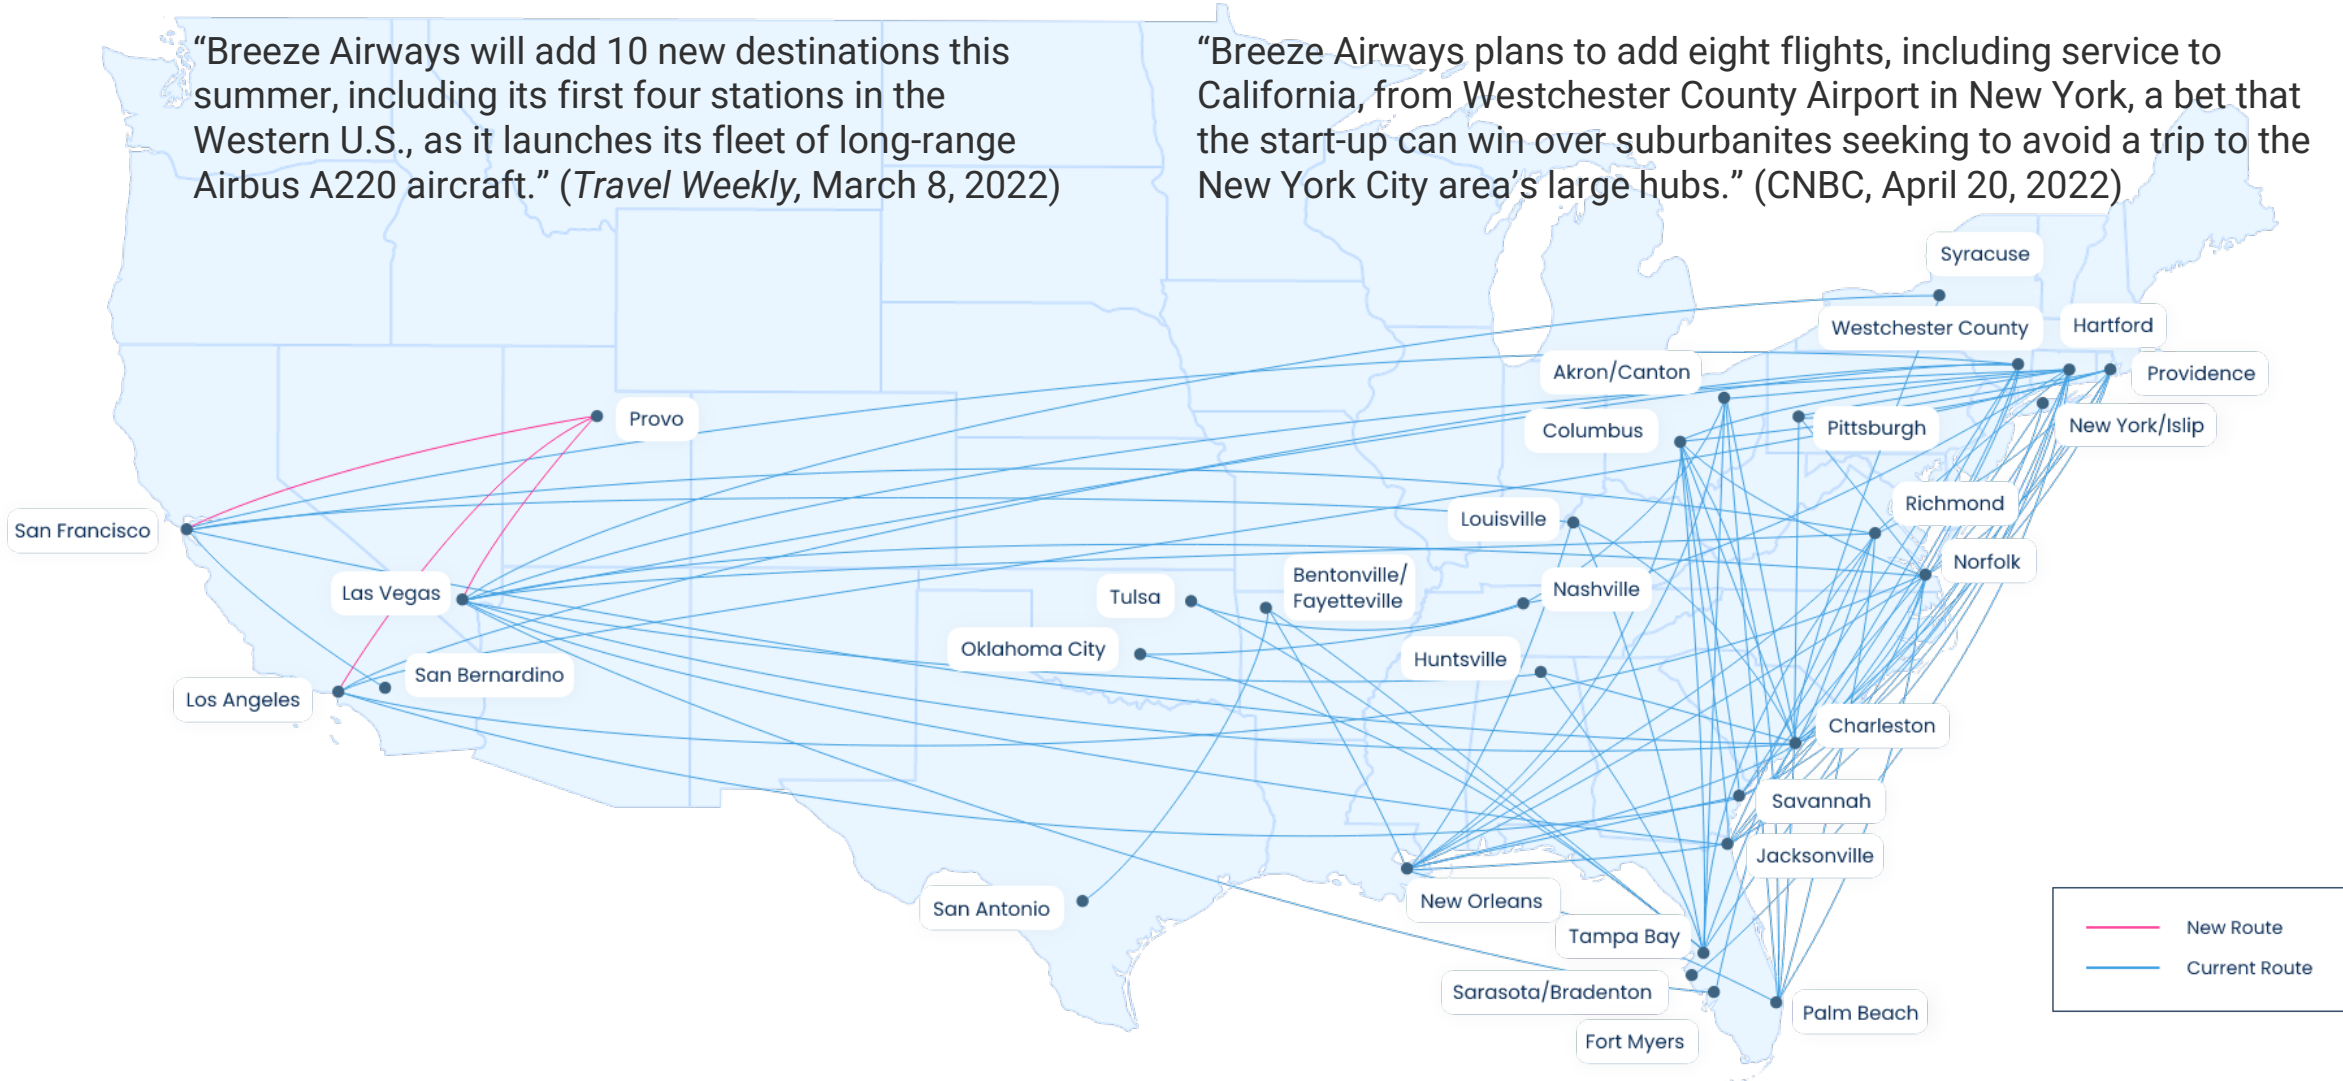 “Breeze Airways will add 10 new destinations this
summer, including its first four stations in the
Western U.S., as it launches its fleet of long-range
Airbus A220 aircraft.” (Travel Weekly, March 8, 2022)
“Breeze Airways plans to add eight flights, including service to
California, from Westchester County Airport in New York, a bet that
the start-up can win over suburbanites seeking to avoid a trip to the
New York City area’s large hubs.” (CNBC, April 20, 2022)
Syracuse
Westchester County
Hartford
Akron/Canton
Providence
Provo
Columbus
Pittsburgh
New York/Islip
San Francisco
Louisville
Richmond
Norfolk
Las Vegas
Tulsa
Bentonville/
Fayetteville
Nashville
Oklahoma City
Huntsville
San Bernardino
Los Angeles
Charleston
Savannah
Jacksonville
San Antonio
New Orleans
Tampa Bay
Sarasota/Bradenton
Palm Beach
Fort Myers
New Route
Current Route